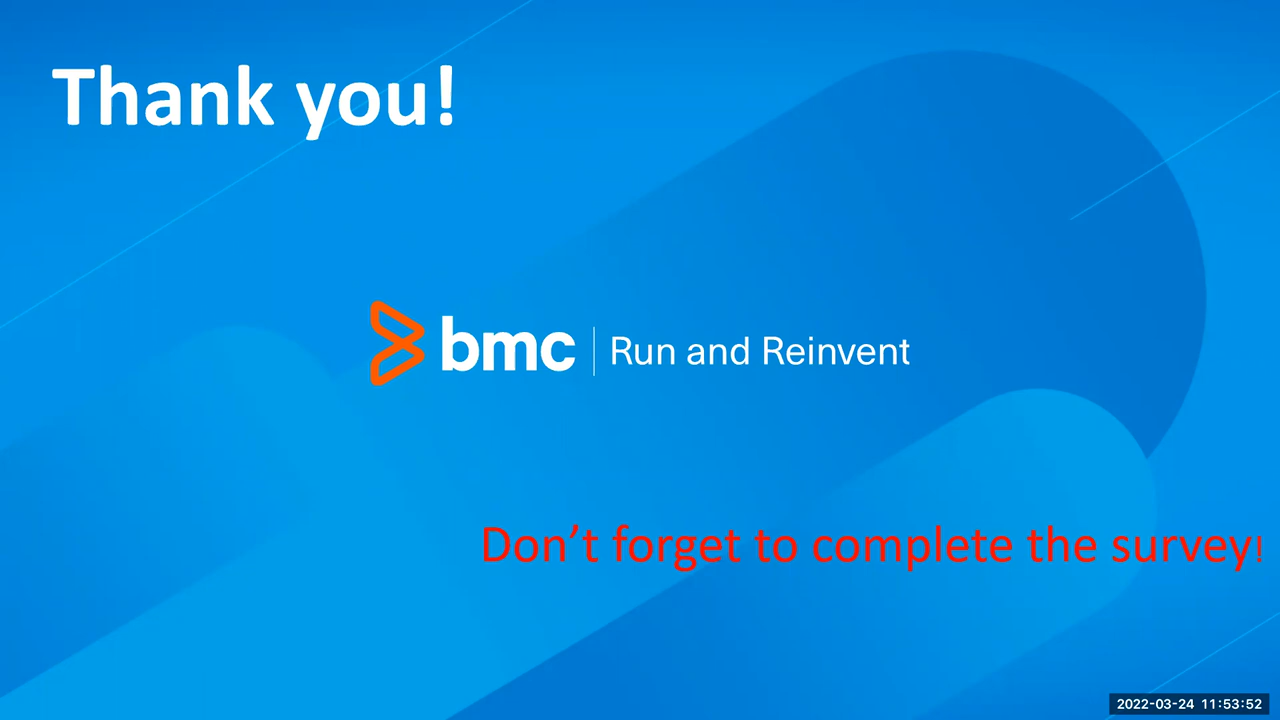 Thank you!
bmc | Run and Reinvent
Don’t forget to complete the survey!
2022-03-24 11:53:52